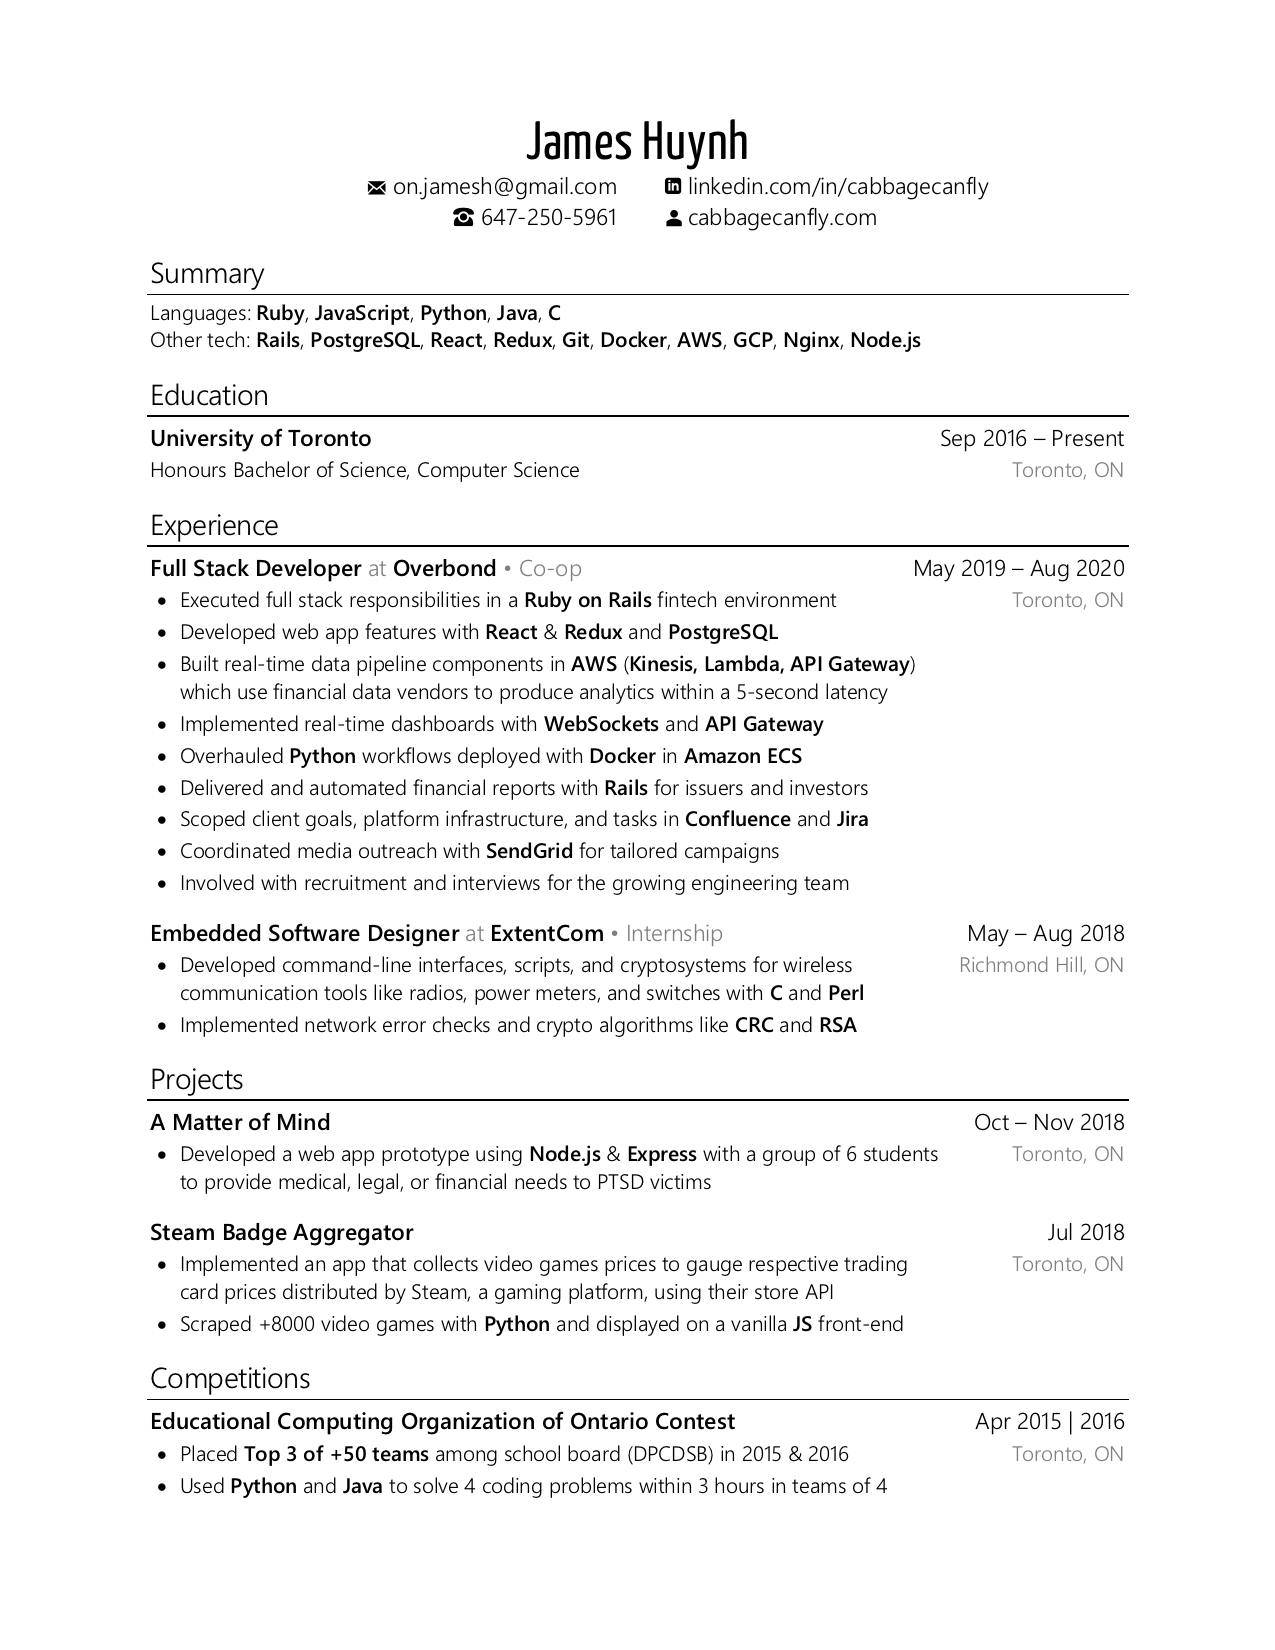 James Huynh
on.jamesh@gmail.com linkedin.com/in/cabbagecanfly
647-250-5961 cabbagecanfly.com
Summary
Languages: Ruby, JavaScript, Python, Java, C
Other tech: Rails, PostgreSQL, React, Redux, Git, Docker, AWS, GCP, Nginx, Node.js
Education
University of Toronto Sep 2016 – Present
Honours Bachelor of Science, Computer Science Toronto, ON
Experience
Full Stack Developer at Overbond • Co-op May 2019 – Aug 2020
• Executed full stack responsibilities in a Ruby on Rails fintech environment Toronto, ON
• Developed web app features with React & Redux and PostgreSQL
• Built real-time data pipeline components in AWS (Kinesis, Lambda, API Gateway)
which use financial data vendors to produce analytics within a 5-second latency
• Implemented real-time dashboards with WebSockets and API Gateway
• Overhauled Python workflows deployed with Docker in Amazon ECS
• Delivered and automated financial reports with Rails for issuers and investors
• Scoped client goals, platform infrastructure, and tasks in Confluence and Jira
• Coordinated media outreach with SendGrid for tailored campaigns
• Involved with recruitment and interviews for the growing engineering team
Embedded Software Designer at ExtentCom • Internship May – Aug 2018
• Developed command-line interfaces, scripts, and cryptosystems for wireless Richmond Hill, ON
communication tools like radios, power meters, and switches with C and Perl
• Implemented network error checks and crypto algorithms like CRC and RSA
Projects
A Matter of Mind Oct – Nov 2018
• Developed a web app prototype using Node.js & Express with a group of 6 students Toronto, ON
to provide medical, legal, or financial needs to PTSD victims
Steam Badge Aggregator Jul 2018
• Implemented an app that collects video games prices to gauge respective trading Toronto, ON
card prices distributed by Steam, a gaming platform, using their store API
• Scraped +8000 video games with Python and displayed on a vanilla JS front-end
Competitions
Educational Computing Organization of Ontario Contest Apr 2015 | 2016
• Placed Top 3 of +50 teams among school board (DPCDSB) in 2015 & 2016 Toronto, ON
• Used Python and Java to solve 4 coding problems within 3 hours in teams of 4